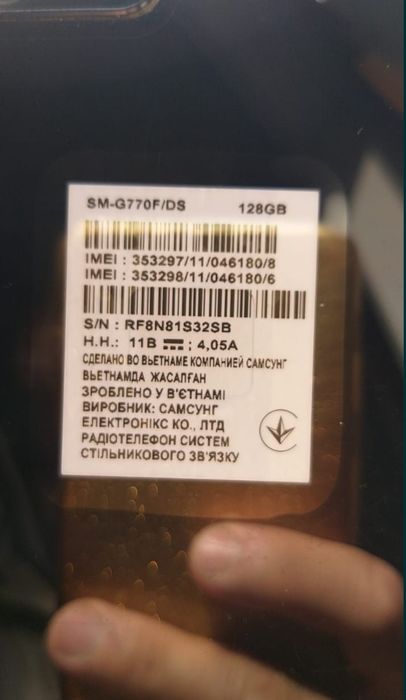 SM-G770F/DS 128GB
IMEI : 353297/11/046180/8
IMEI : 353298/11/046180/6
S/N : RF8N81S32SB
Н.Н.: 11В ; 4,05А
СДЕЛАНО ВО ВЬЕТНАМЕ КОМПАНИЕЙ САМСУНГ
ВЬЕТНАМДА ЖАСАЛҒАН
ЗРОБЛЕНО У В'ЄТНАМІ
ВИРОБНИК: САМСУНГ
ЕЛЕКТРОНІКС КО., ЛТД
РАДІОТЕЛЕФОН СИСТЕМ
СТІЛЬНИКОВОГО ЗВ'ЯЗКУ